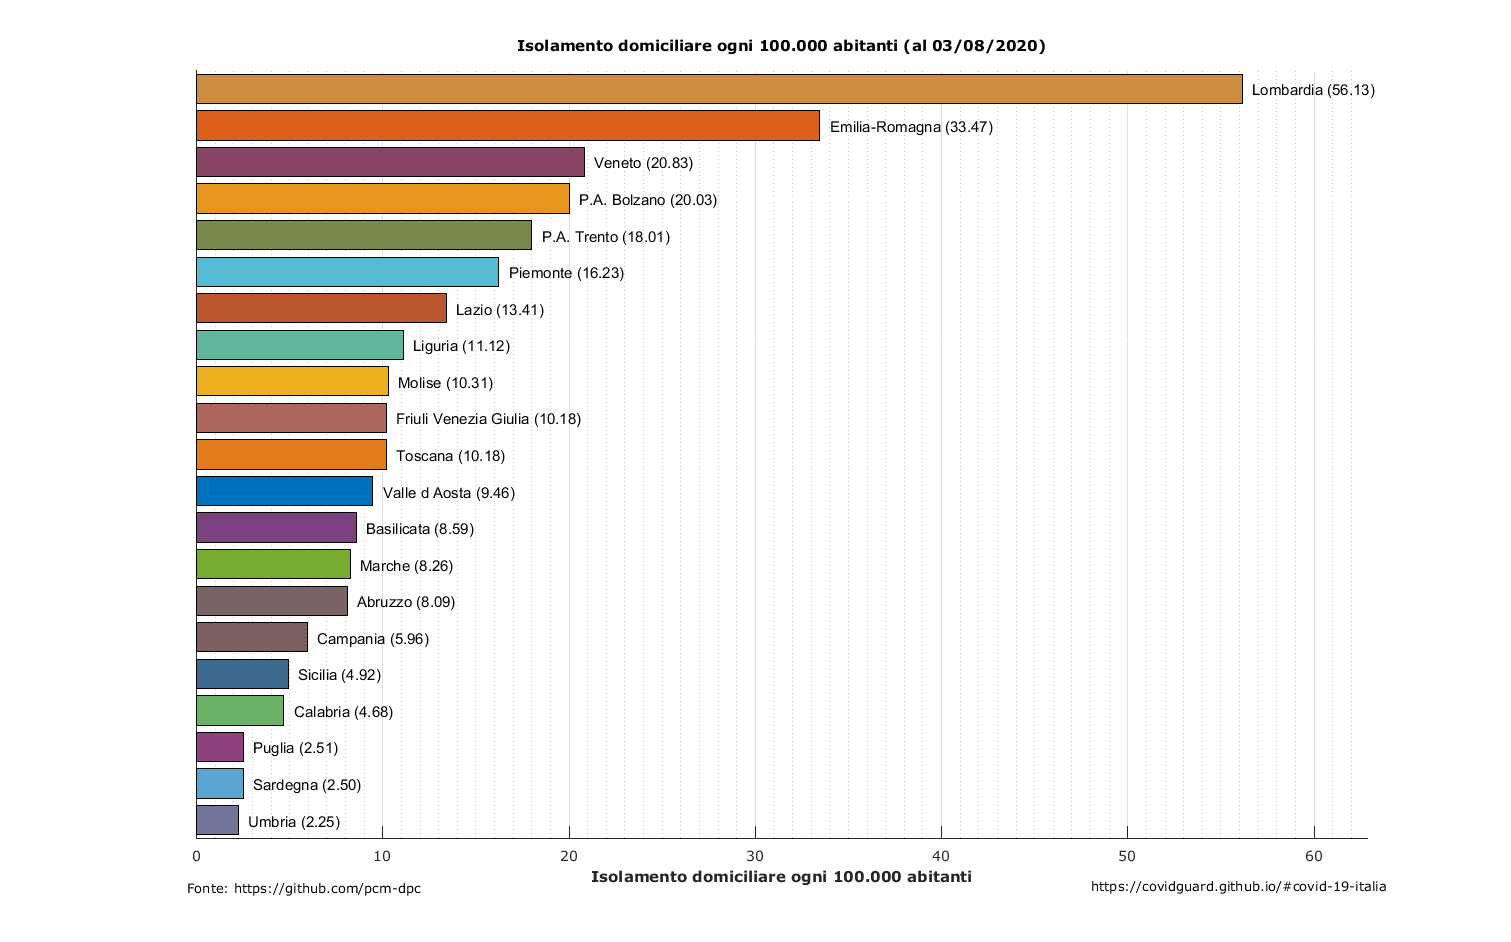 Isolamento domiciliare ogni 100.000 abitanti (al 03/08/2020)
Lombardia (56.13)
Emilia-Romagna (33.47)
Veneto (20.83)
P.A. Bolzano (20.03)
P.A. Trento (18.01)
Piemonte (16.23)
Lazio (13.41)
Liguria (11.12)
Molise (10.31)
Friuli Venezia Giulia (10.18)
Toscana (10.18)
Valle d Aosta (9.46)
Basilicata (8.59)
Marche (8.26)
Abruzzo (8.09)
Campania (5.96)
Sicilia (4.92)
Calabria (4.68)
Puglia (2.51)
Sardegna (2.50)
Umbria (2.25)
0 10 20 30 40 50 60
Isolamento domiciliare ogni 100.000 abitanti
Fonte: https://github.com/pcm-dpc
https://covidguard.github.io/#covid-19-italia